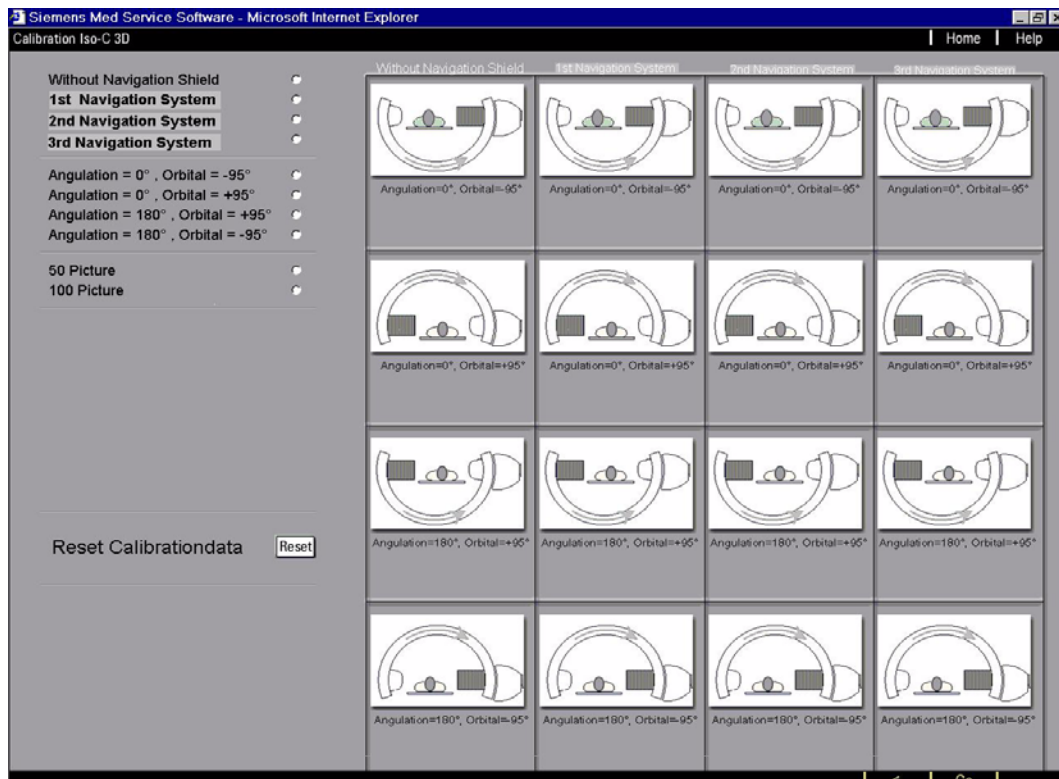 Siemens Med Service Software - Microsoft Internet Explorer
Calibration Iso-C 3D
Home Help
Without Navigation Shield
1st Navigation System
2nd Navigation System
3rd Navigation System
Angulation = 0° , Orbital = -95°
Angulation = 0° , Orbital = +95°
Angulation = 180° , Orbital = +95°
Angulation = 180° , Orbital = -95°
50 Picture
100 Picture
Reset Calibrationdata Reset
Without Navigation Shield 1st Navigation System 2nd Navigation System 3rd Navigation System
Angulation=0°, Orbital=-95° Angulation=0°, Orbital=-95° Angulation=0°, Orbital=-95° Angulation=0°, Orbital=-95°
Angulation=0°, Orbital=+95° Angulation=0°, Orbital=+95° Angulation=0°, Orbital=+95° Angulation=0°, Orbital=+95°
Angulation=180°, Orbital=+95° Angulation=180°, Orbital=+95° Angulation=180°, Orbital=+95° Angulation=180°, Orbital=+95°
Angulation=180°, Orbital=-95° Angulation=180°, Orbital=-95° Angulation=180°, Orbital=-95° Angulation=180°, Orbital=-95°